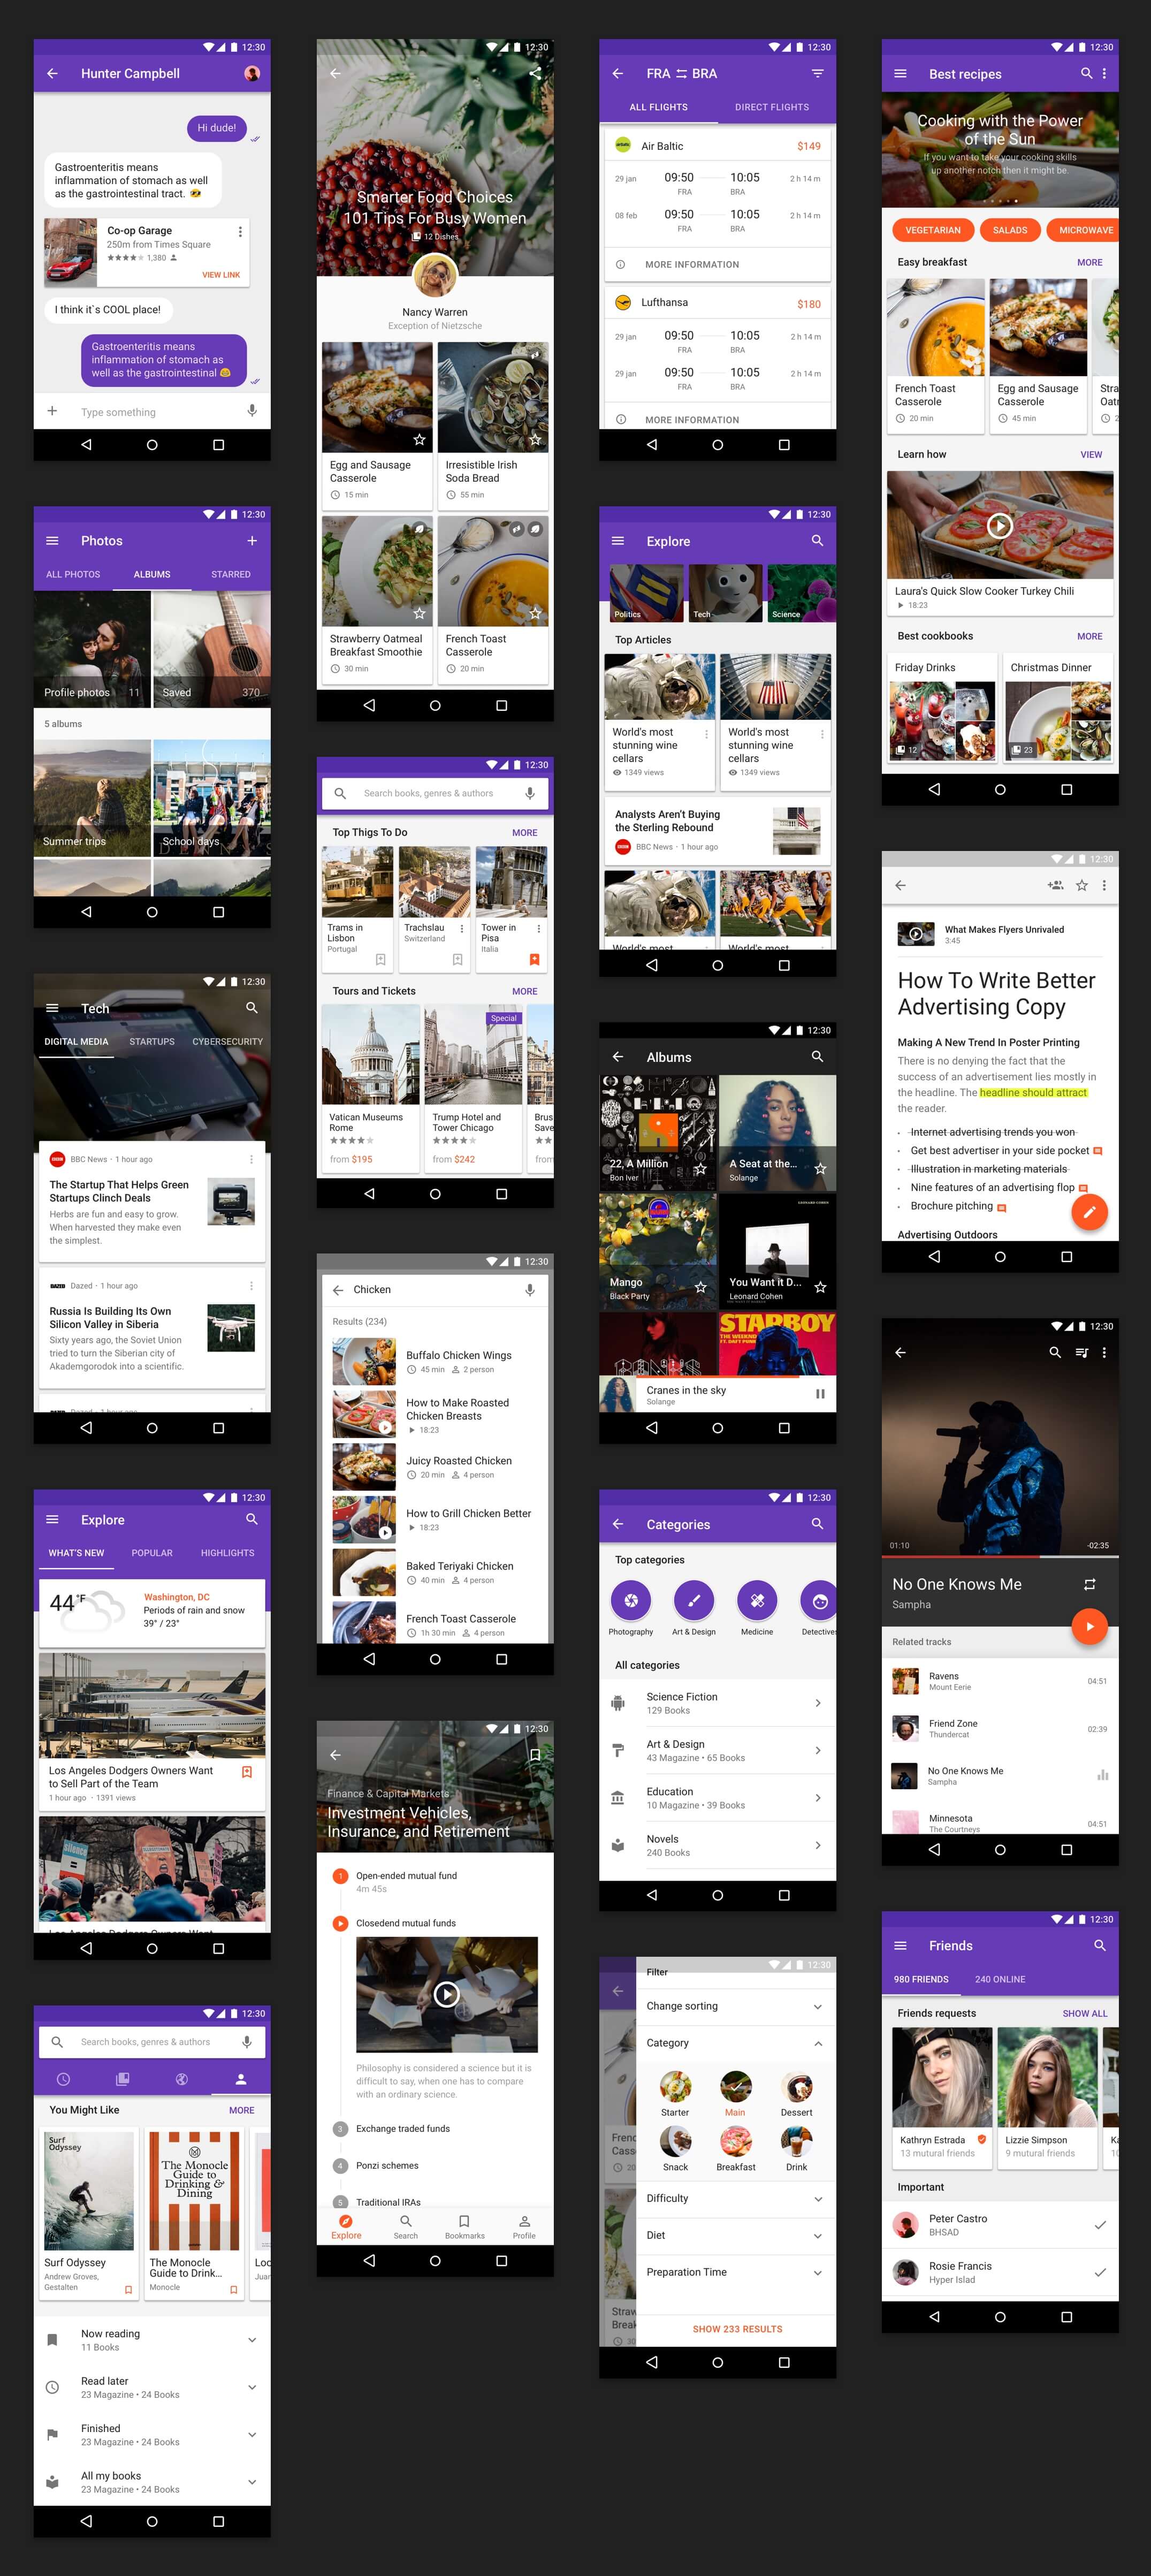 12:30
Hunter Campbell
Hi dude!
Gastroenteritis means
inflammation of stomach as well
as the gastrointestinal tract.
Co-op Garage
250m from Times Square
1,380
VIEW LINK
I think it`s COOL place!
Gastroenteritis means
inflammation of stomach as
well as the gastrointestinal
Type something
12:30
Photos
ALL PHOTOS
ALBUMS
STARRED
Profile photos 11
Saved 370
5 albums
Summer trips
School days
12:30
Tech
DIGITAL MEDIA
STARTUPS
CYBERSECURITY
BBC News · 1 hour ago
The Startup That Helps Green
Startups Clinch Deals
Herbs are fun and easy to grow.
When harvested they make even
the simplest.
DAZED
Dazed · 1 hour ago
Russia Is Building Its Own
Silicon Valley in Siberia
Sixty years ago, the Soviet Union
tried to turn the Siberian city of
Akademgorodok into a scientific.
Dazed · 1 hour ago
12:30
Explore
WHAT'S NEW
POPULAR
HIGHLIGHTS
44°F
Washington, DC
Periods of rain and snow
39° / 23°
Los Angeles Dodgers Owners Want
to Sell Part of the Team
1 hour ago · 1391 views
silence
Los Angeles Dodgers Owners Want
12:30
Search books, genres & authors
You Might Like
MORE
Surf
Odyssey
The Monocle
Guide to
Drinking &
Dining
Surf Odyssey
Andrew Groves,
Gestalten
The Monocle
Guide to Drink...
Monocle
Loc
Juan
Now reading
11 Books
Read later
23 Magazine • 24 Books
Finished
23 Magazine • 24 Books
All my books
23 Magazine • 24 Books
12:30
Smarter Food Choices
101 Tips For Busy Women
12 Dishes
Nancy Warren
Exception of Nietzsche
Egg and Sausage
Casserole
15 min
Irresistible Irish
Soda Bread
55 min
Strawberry Oatmeal
Breakfast Smoothie
30 min
French Toast
Casserole
20 min
12:30
Search books, genres & authors
Top Thigs To Do
MORE
Trams in
Lisbon
Portugal
Trachslau
Switzerland
Tower in
Pisa
Italia
Tours and Tickets
MORE
Special
Vatican Museums
Rome
from $195
Trump Hotel and
Tower Chicago
from $242
Brus
Save
from
12:30
Chicken
Results (234)
Buffalo Chicken Wings
45 min 2 person
How to Make Roasted
Chicken Breasts
18:23
Juicy Roasted Chicken
20 min 4 person
How to Grill Chicken Better
18:23
Baked Teriyaki Chicken
40 min 4 person
French Toast Casserole
1h 30 min 4 person
12:30
Finance & Capital Markets
Investment Vehicles,
Insurance, and Retirement
1 Open-ended mutual fund
4m 45s
Closedend mutual funds
Philosophy is considered a science but it is
difficult to say, when one has to compare
with an ordinary science.
3 Exchange traded funds
4 Ponzi schemes
5 Traditional IRAs
Explore
Search
Bookmarks
Profile
12:30
FRA BRA
ALL FLIGHTS
DIRECT FLIGHTS
Air Baltic
$149
29 jan 09:50 10:05 2 h 14 m
FRA BRA
08 feb 09:50 10:05 2 h 14 m
FRA BRA
MORE INFORMATION
Lufthansa
$180
29 jan 09:50 10:05 2 h 14 m
FRA BRA
29 jan 09:50 10:05 2 h 14 m
FRA BRA
MORE INFORMATION
12:30
Explore
Politics
Tech
Science
Top Articles
World's most
stunning wine
cellars
1349 views
World's most
stunning wine
cellars
1349 views
Analysts Aren't Buying
the Sterling Rebound
BBC News · 1 hour ago
World's most
World's most
12:30
Albums
22, A Million
Bon Iver
A Seat at the...
Solange
Mango
Black Party
LEONARD COHEN
You Want it D...
Leonard Cohen
BANKS
STARBOY
THE WEEKND
FT. DAFT PUNK
Cranes in the sky
Solange
12:30
Categories
Top categories
Photography
Art & Design
Medicine
Detectives
All categories
Science Fiction
129 Books
Art & Design
43 Magazine • 65 Books
Education
10 Magazine • 39 Books
Novels
240 Books
12:30
Filter
Change sorting
Category
Starter
Main
Dessert
Snack
Breakfast
Drink
Difficulty
Diet
Preparation Time
SHOW 233 RESULTS
Frenc
Cass
20
Straw
Break
30
12:30
Best recipes
Cooking with the Power
of the Sun
If you want to take your cooking skills
up another notch then it might be.
VEGETARIAN
SALADS
MICROWAVE
Easy breakfast
MORE
French Toast
Casserole
20 min
Egg and Sausage
Casserole
45 min
Stra
Oatm
2
Learn how
VIEW
Laura's Quick Slow Cooker Turkey Chili
18:23
Best cookbooks
MORE
Friday Drinks
12
Christmas Dinner
23
12:30
What Makes Flyers Unrivaled
3:45
How To Write Better
Advertising Copy
Making A New Trend In Poster Printing
There is no denying the fact that the
success of an advertisement lies mostly in
the headline. The headline should attract
the reader.
• Internet advertising trends you won
• Get best advertiser in your side pocket
• Illustration in marketing materials
• Nine features of an advertising flop
• Brochure pitching
Advertising Outdoors
12:30
01:10
-02:35
No One Knows Me
Sampha
Related tracks
Ravens
Mount Eerie
04:51
Friend Zone
Thundercat
02:39
No One Knows Me
Sampha
Minnesota
The Courtneys
04:51
12:30
Friends
980 FRIENDS
240 ONLINE
Friends requests
SHOW ALL
Kathryn Estrada
13 mutural friends
Lizzie Simpson
9 mutural friends
Ka
10
Important
Peter Castro
BHSAD
Rosie Francis
Hyper Islad